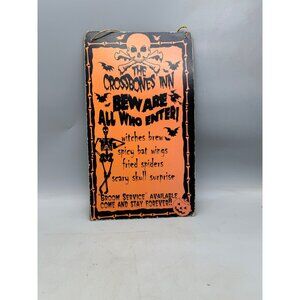 THE
CROSSBONES INN
BEWARE
ALL WHO ENTER!
witches brew
spicy bat wings
fried spiders
scary skull surprise
BROOM SERVICE AVAILABLE
COME AND STAY FOREVER!!